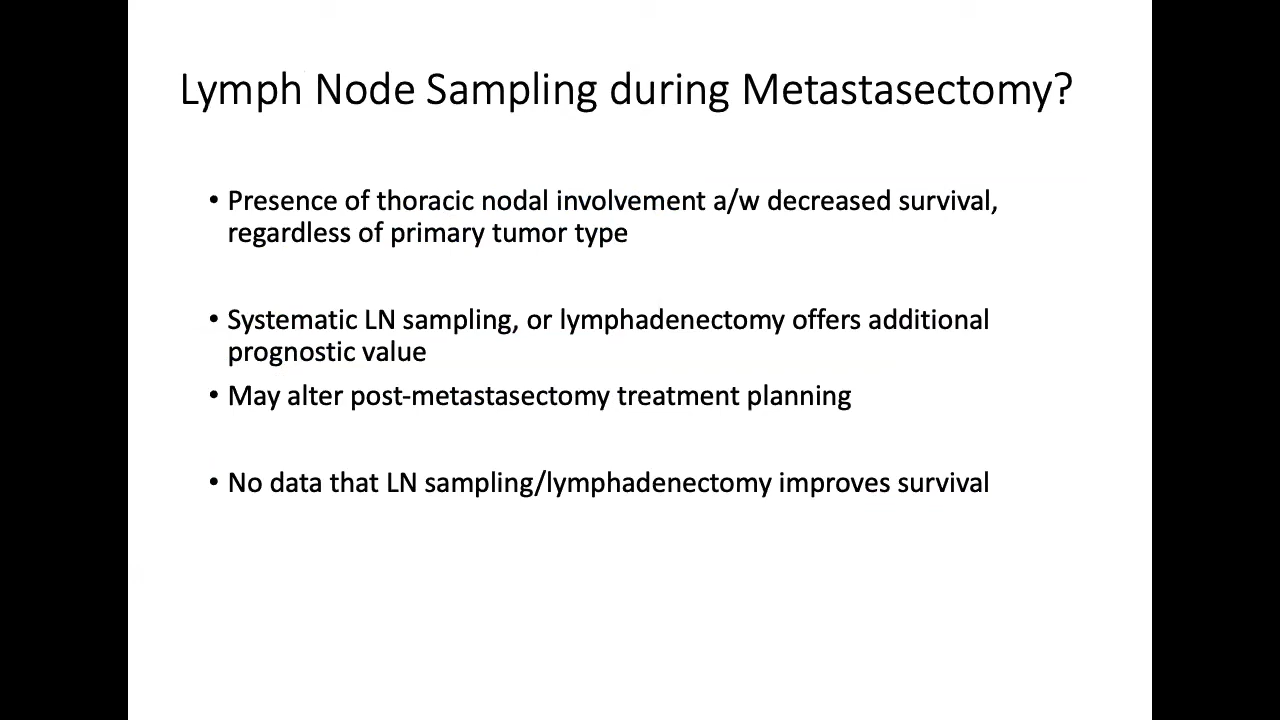 Lymph Node Sampling during Metastasectomy?
• Presence of thoracic nodal involvement a/w decreased survival,
regardless of primary tumor type
• Systematic LN sampling, or lymphadenectomy offers additional
prognostic value
• May alter post-metastasectomy treatment planning
• No data that LN sampling/lymphadenectomy improves survival